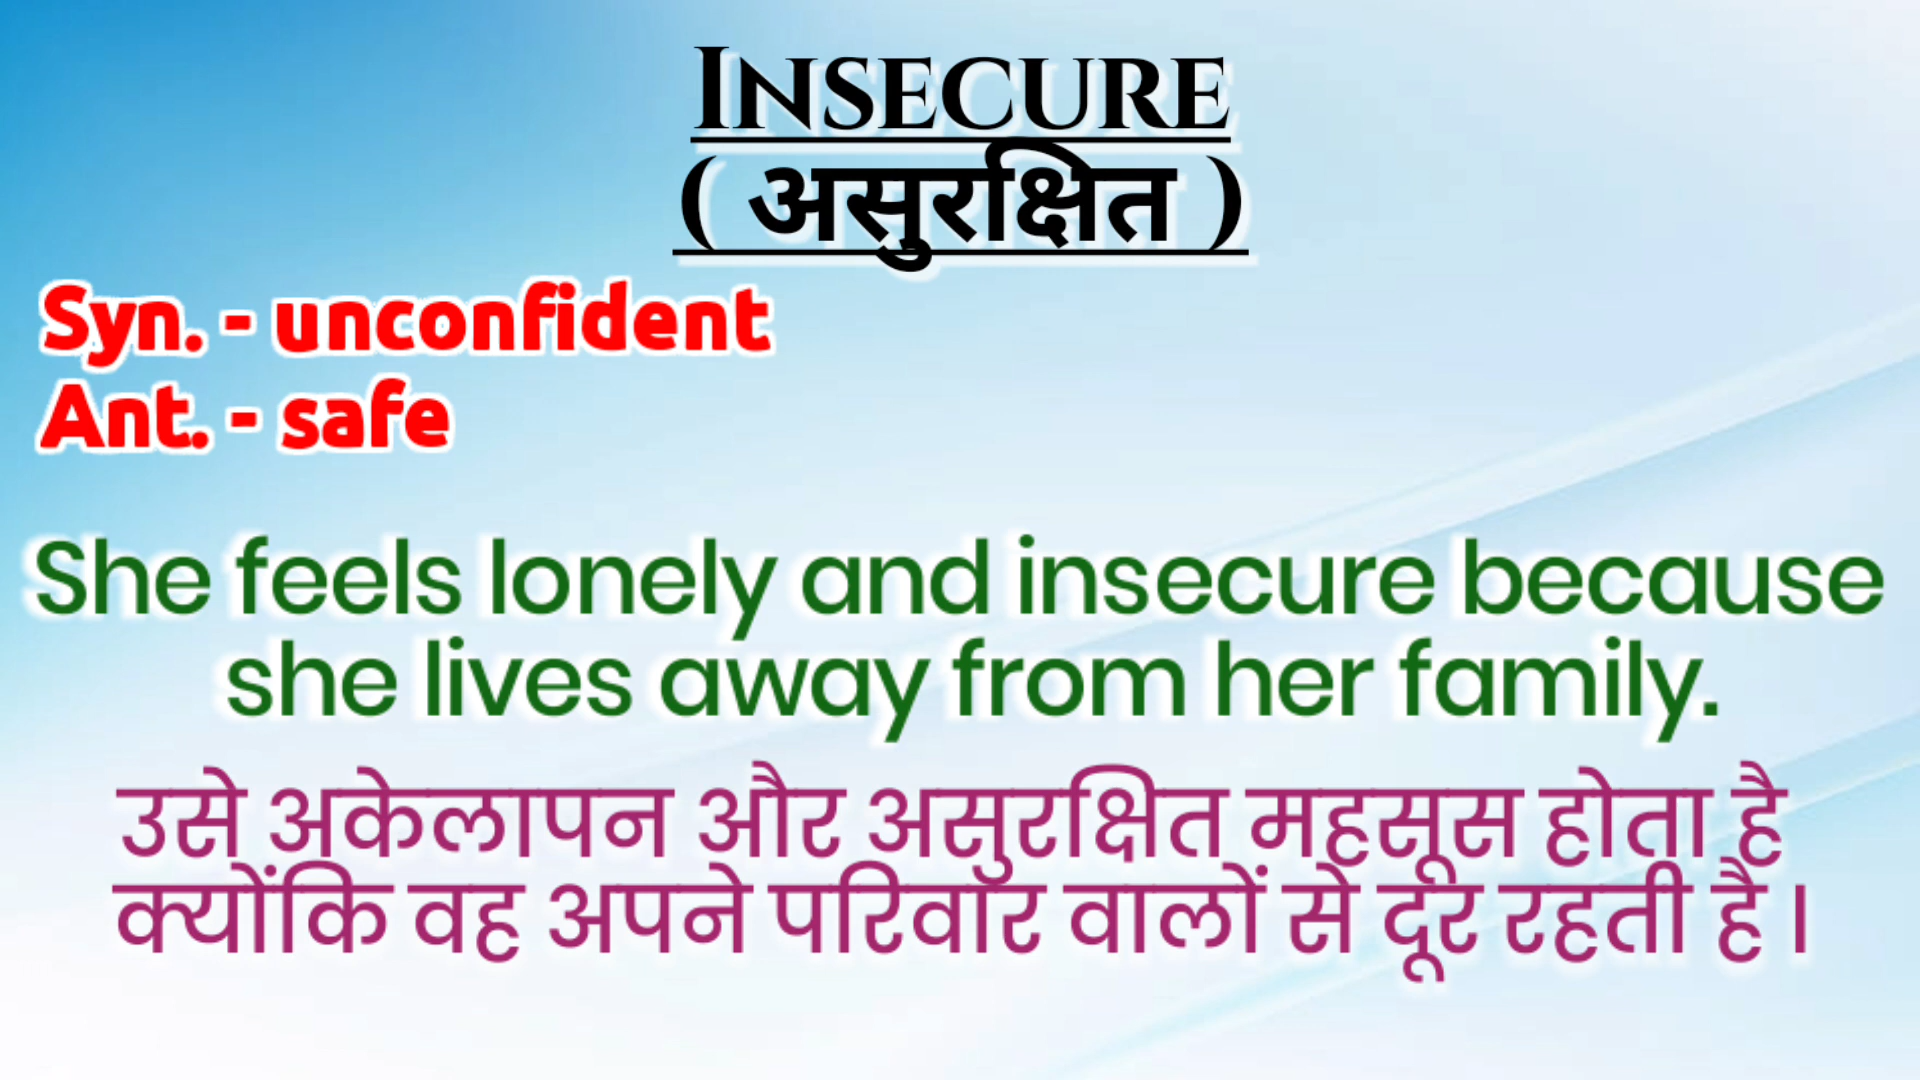 INSECURE
( असुरक्षित )
Syn. - unconfident
Ant. - safe
She feels lonely and insecure because
she lives away from her family.
उसे अकेलापन और असुरक्षित महसूस होता है
क्योंकि वह अपने परिवार वालों से दूर रहती है ।